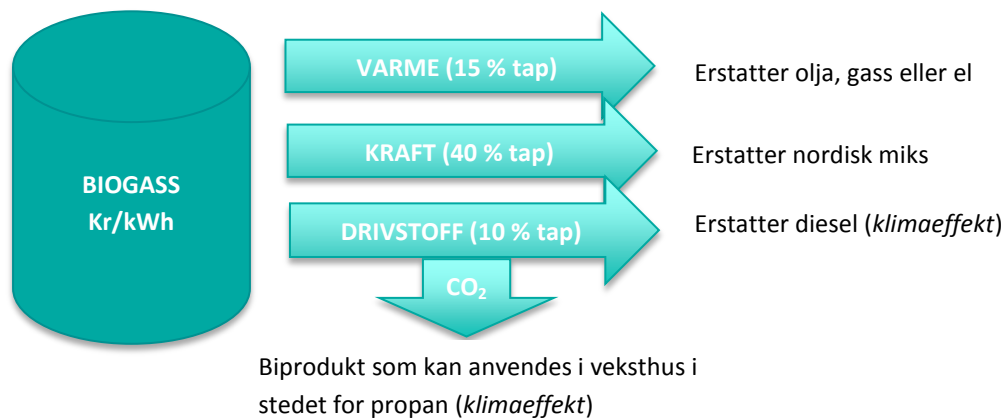 BIOGASS
Kr/kWh
VARME (15 % tap)
Erstatter olja, gass eller el
KRAFT (40 % tap)
Erstatter nordisk miks
DRIVSTOFF (10 % tap)
Erstatter diesel (klimaeffekt)
CO₂
Biprodukt som kan anvendes i veksthus i
stedet for propan (klimaeffekt)